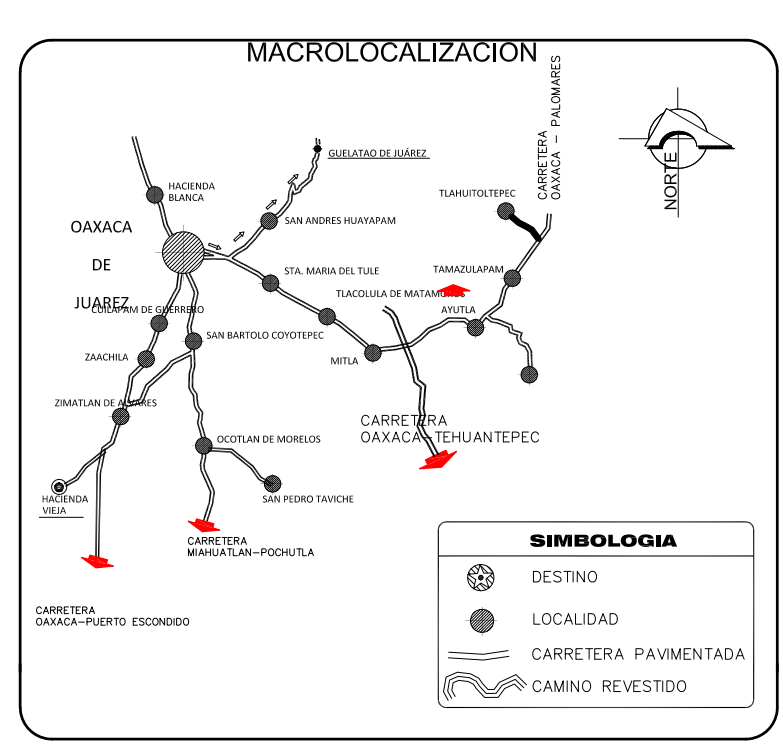 MACROLOCALIZACION
CARRETERA
OAXACA - PALOMARES
NORTE
GUELATAO DE JUÁREZ
HACIENDA
BLANCA
TLAHUITOLTEPEC
OAXACA
DE
JUAREZ
SAN ANDRES HUAYAPAM
STA. MARIA DEL TULE
TAMAZULAPAM
TLACOLULA DE MATAMOROS
CUILAPAM DE GUERRERO
AYUTLA
SAN BARTOLO COYOTEPEC
ZAACHILA
MITLA
ZIMATLAN DE ALVARES
CARRETERA
OAXACA-TEHUANTEPEC
OCOTLAN DE MORELOS
HACIENDA
VIEJA
SAN PEDRO TAVICHE
CARRETERA
MIAHUATLAN-POCHUTLA
CARRETERA
OAXACA-PUERTO ESCONDIDO
SIMBOLOGIA
DESTINO
LOCALIDAD
CARRETERA PAVIMENTADA
CAMINO REVESTIDO